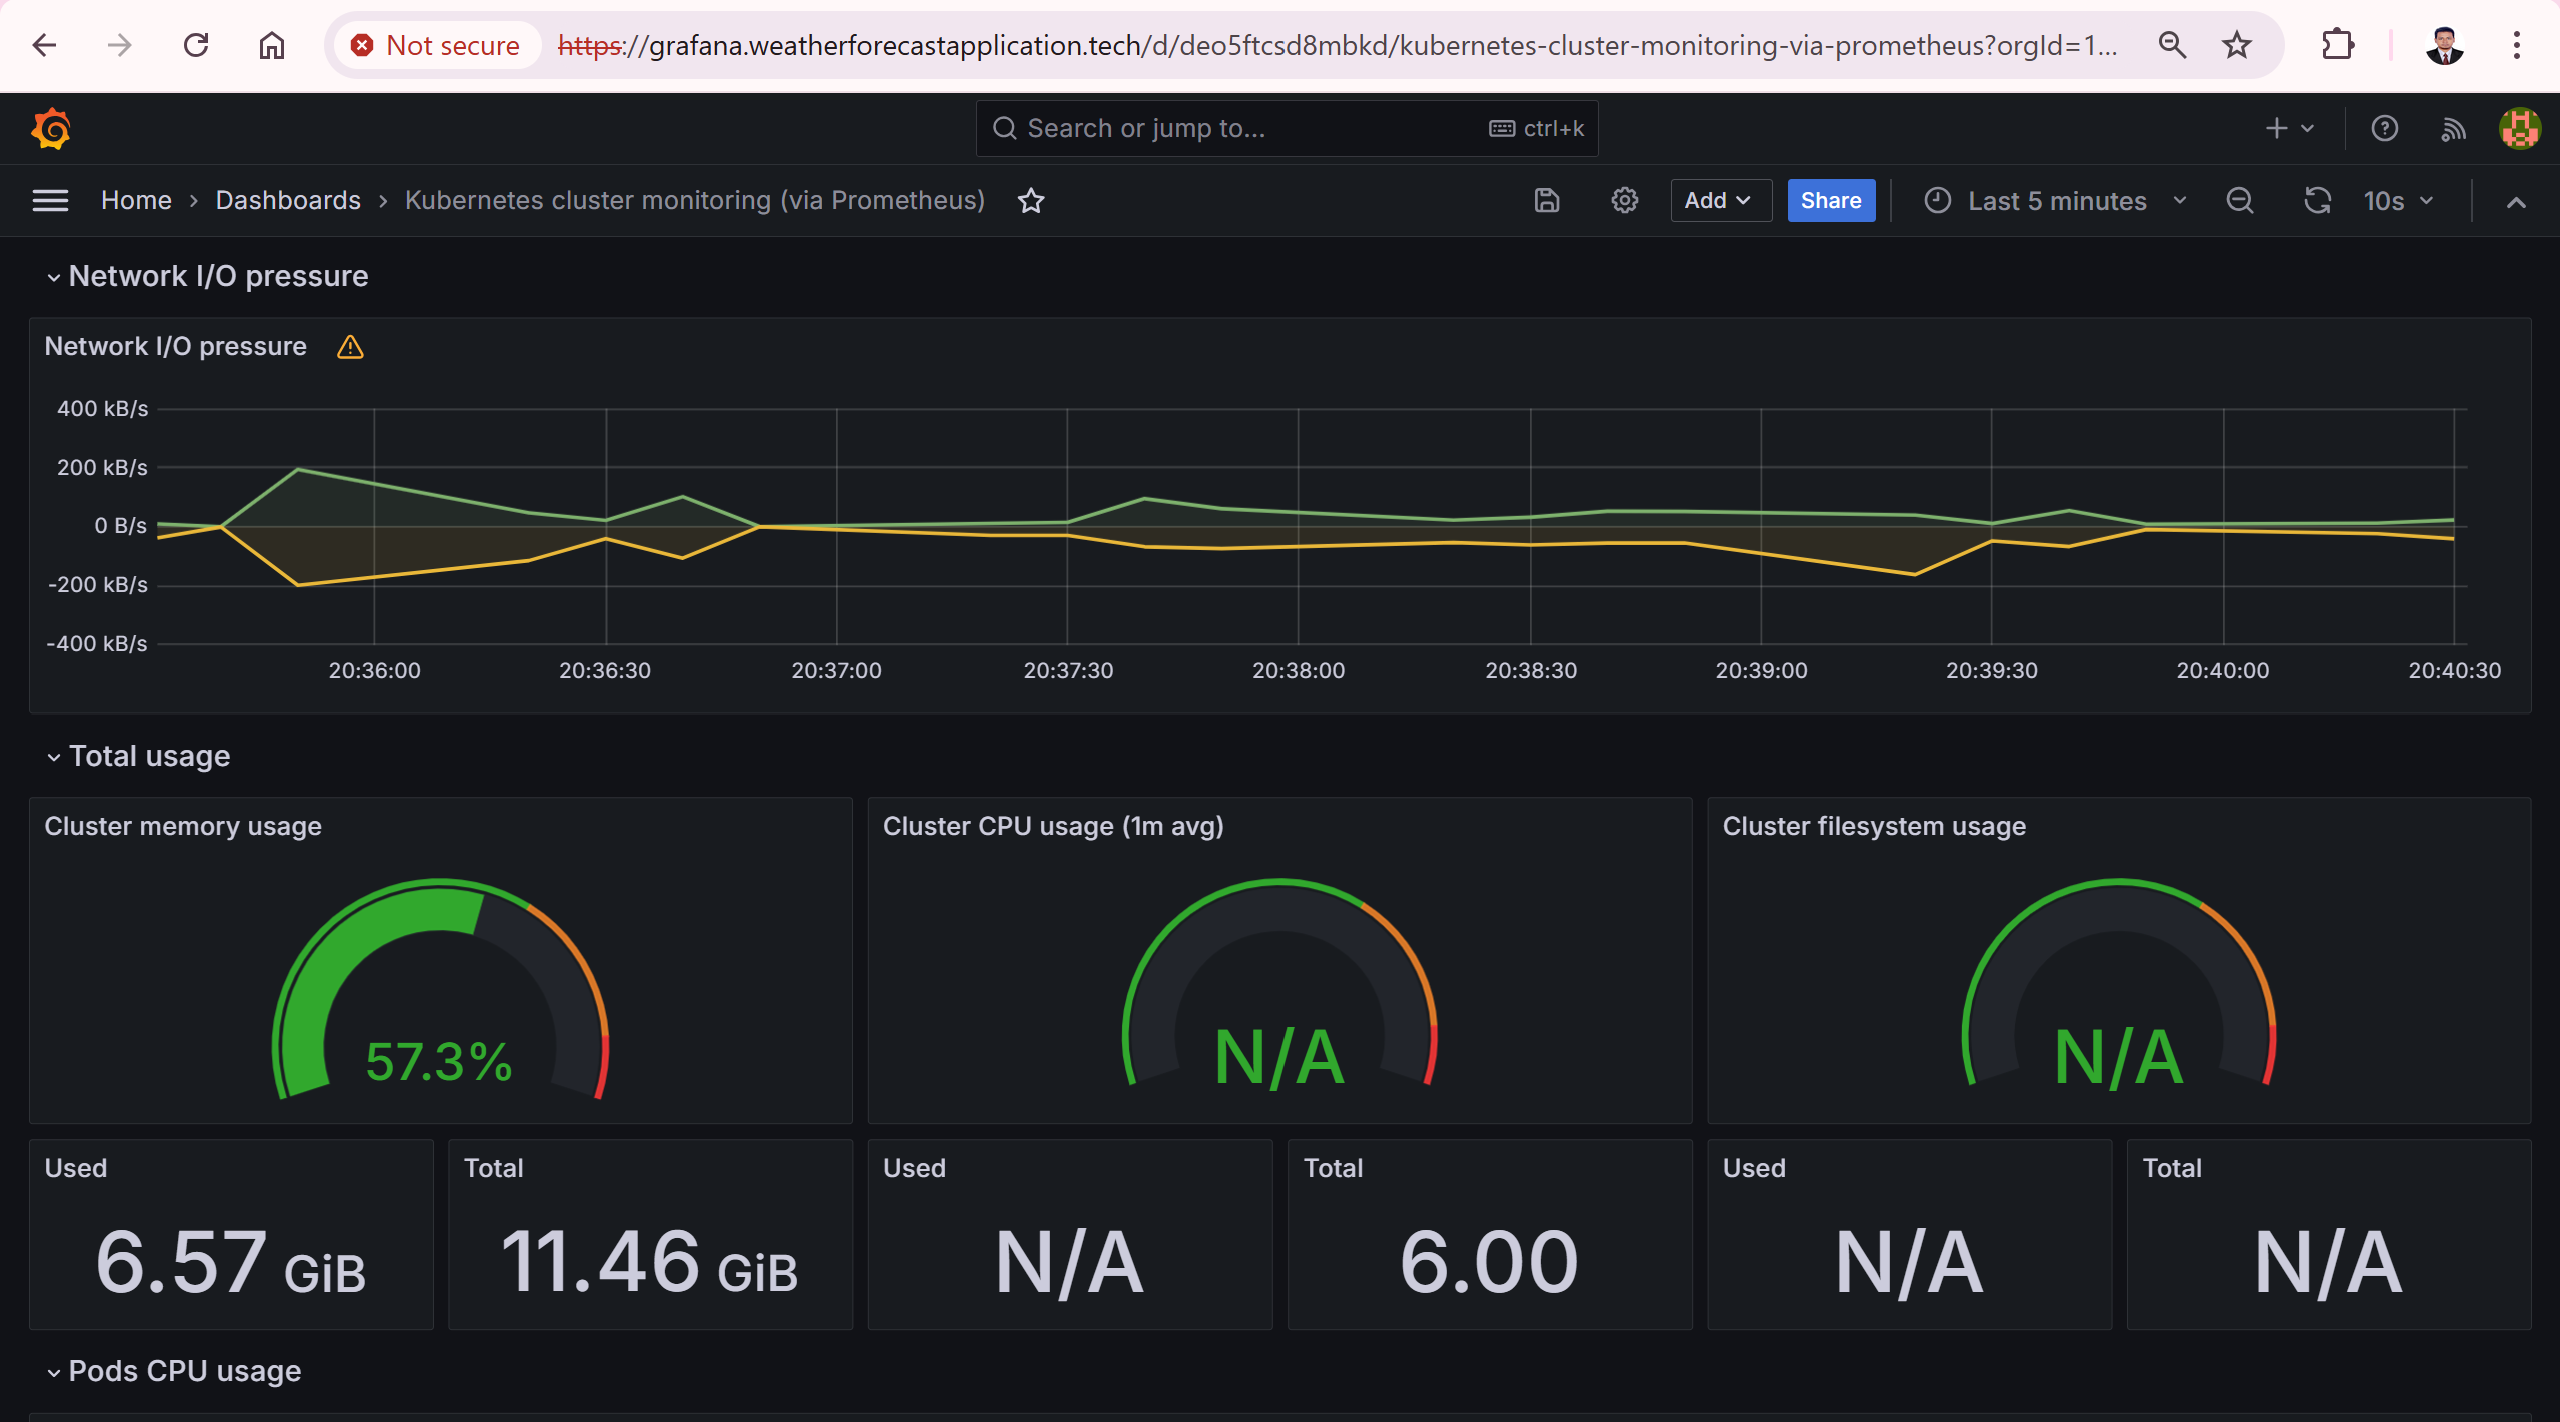 Not secure https://grafana.weatherforecastapplication.tech/d/deo5ftcsd8mbkd/kubernetes-cluster-monitoring-via-prometheus?orgId=1...
Search or jump to... ctrl+k
Home › Dashboards › Kubernetes cluster monitoring (via Prometheus) Add Share Last 5 minutes 10s
Network I/O pressure
Network I/O pressure
400 kB/s
200 kB/s
0 B/s
-200 kB/s
-400 kB/s
20:36:00 20:36:30 20:37:00 20:37:30 20:38:00 20:38:30 20:39:00 20:39:30 20:40:00 20:40:30
Total usage
Cluster memory usage Cluster CPU usage (1m avg) Cluster filesystem usage
57.3% N/A N/A
Used Total Used Total Used Total
6.57 GiB 11.46 GiB N/A 6.00 N/A N/A
Pods CPU usage